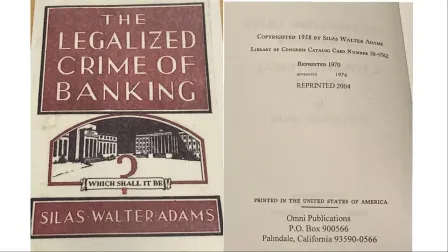 THE
LEGALIZED
CRIME OF
BANKING
?
WHICH SHALL IT BE
SILAS·WALTER·ADAMS
COPYRIGHTED 1958 BY SILAS WALTER ADAMS
LIBRARY OF CONGRESS CATALOG CARD NUMBER 58-9762
REPRINTED 1970
REPRINTED 1976
REPRINTED 2004
PRINTED IN THE UNITED STATES OF AMERICA
Omni Publications
P.O. Box 900566
Palmdale, California 93590-0566